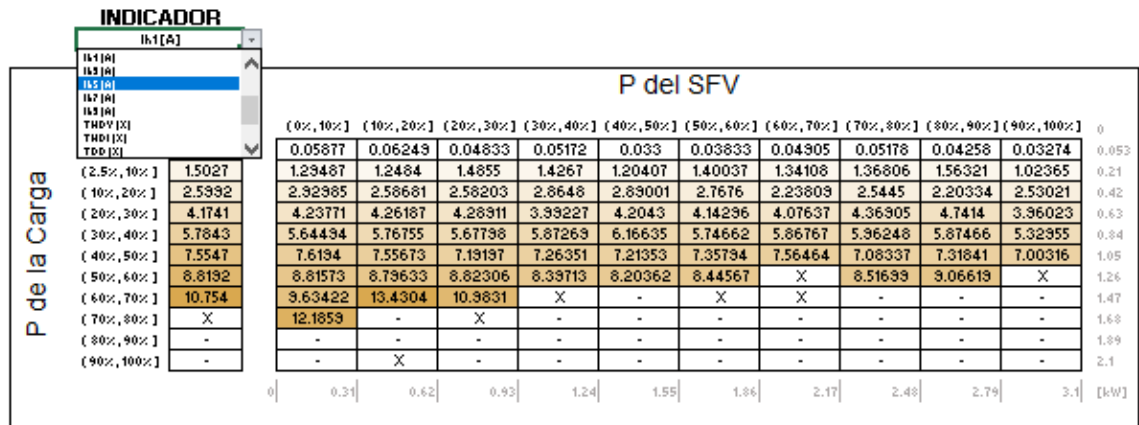 INDICADOR
Ih1[A]
Ih1[A]
Ih3[A]
Ih5[A]
Ih7[A]
Ih9[A]
THDV[%]
THDI[%]
TDD[%]
P del SFV
(0%,10%] (10%,20%] (20%,30%] (30%,40%] (40%,50%] (50%,60%] (60%,70%] (70%,80%] (80%,90%] (90%,100%] 0
0.05877 0.06249 0.04833 0.05172 0.033 0.03833 0.04905 0.05178 0.04258 0.03274 0.053
P de la Carga
(2.5%,10%] 1.5027 1.29487 1.2484 1.4855 1.4267 1.20407 1.40037 1.34108 1.36806 1.56321 1.02365 0.21
(10%,20%] 2.5992 2.92985 2.58681 2.58203 2.8648 2.89001 2.7676 2.23809 2.5445 2.20334 2.53021 0.42
(20%,30%] 4.1741 4.23771 4.26187 4.28911 3.99227 4.2043 4.14296 4.07637 4.36905 4.7414 3.96023 0.63
(30%,40%] 5.7843 5.64494 5.76755 5.67798 5.87269 6.16635 5.74662 5.86767 5.96248 5.87466 5.32955 0.84
(40%,50%] 7.5547 7.6194 7.55673 7.19197 7.26351 7.21353 7.35794 7.56464 7.08337 7.31841 7.00316 1.05
(50%,60%] 8.8192 8.81573 8.79633 8.82306 8.39713 8.20362 8.44567 X 8.51699 9.06619 X 1.26
(60%,70%] 10.754 9.63422 13.4304 10.9831 X - X X - - - 1.47
(70%,80%] X 12.1859 - X - - - - - - - 1.68
(80%,90%] - - - - - - - - - - - 1.89
(90%,100%] - - X - - - - - - - - 2.1
0 0.31 0.62 0.93 1.24 1.55 1.86 2.17 2.48 2.79 3.1 [kW]